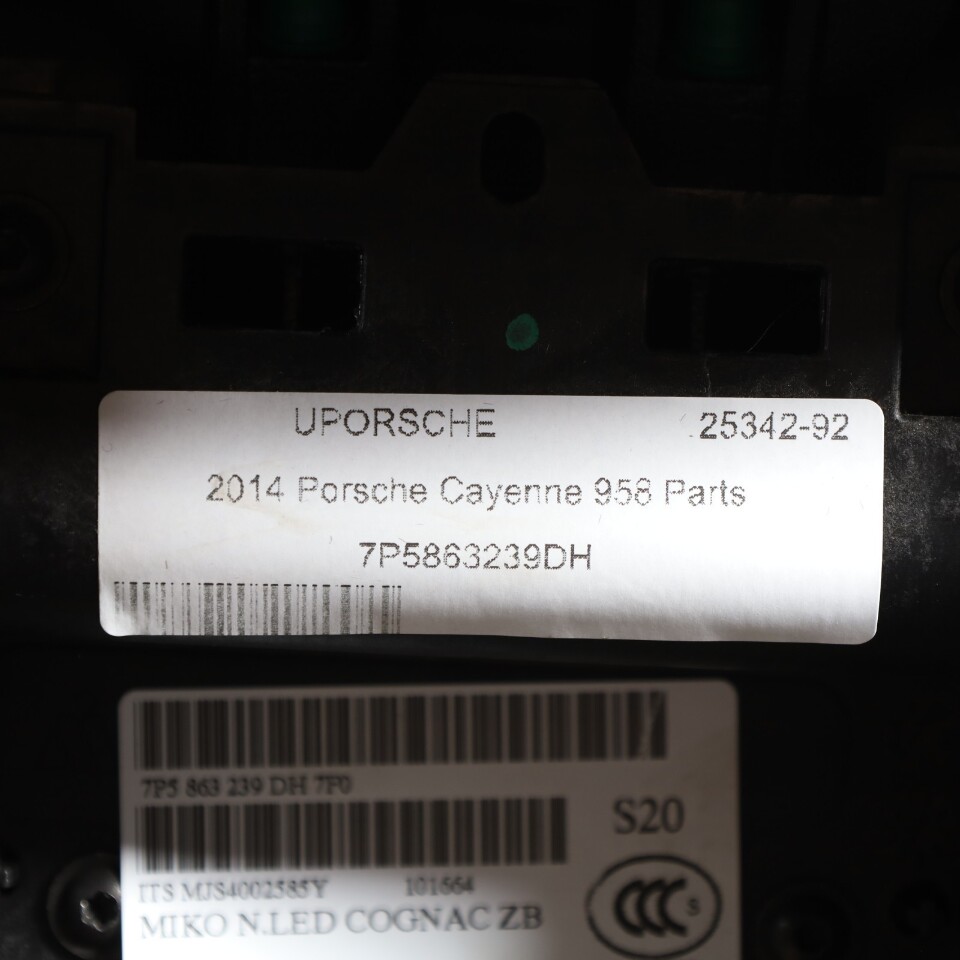 UPORSCHE 25342-92
2014 Porsche Cayenne 958 Parts
7P5863239DH
7P5 863 239 DH 7F0
S20
ITS MJS4002585Y 101664
MIKO N.LED COGNAC ZB
CCC S